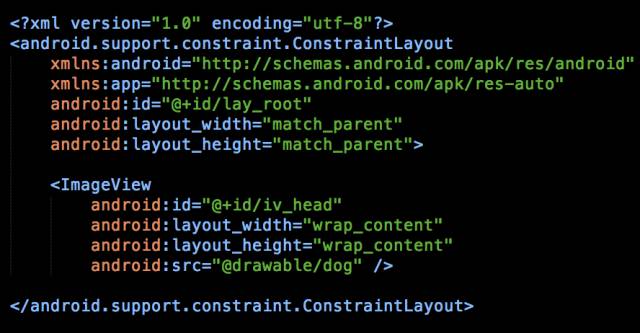 <?xml version="1.0" encoding="utf-8"?>
<android.support.constraint.ConstraintLayout
    xmlns:android="http://schemas.android.com/apk/res/android"
    xmlns:app="http://schemas.android.com/apk/res-auto"
    android:id="@+id/lay_root"
    android:layout_width="match_parent"
    android:layout_height="match_parent">

    <ImageView
        android:id="@+id/iv_head"
        android:layout_width="wrap_content"
        android:layout_height="wrap_content"
        android:src="@drawable/dog" />

</android.support.constraint.ConstraintLayout>